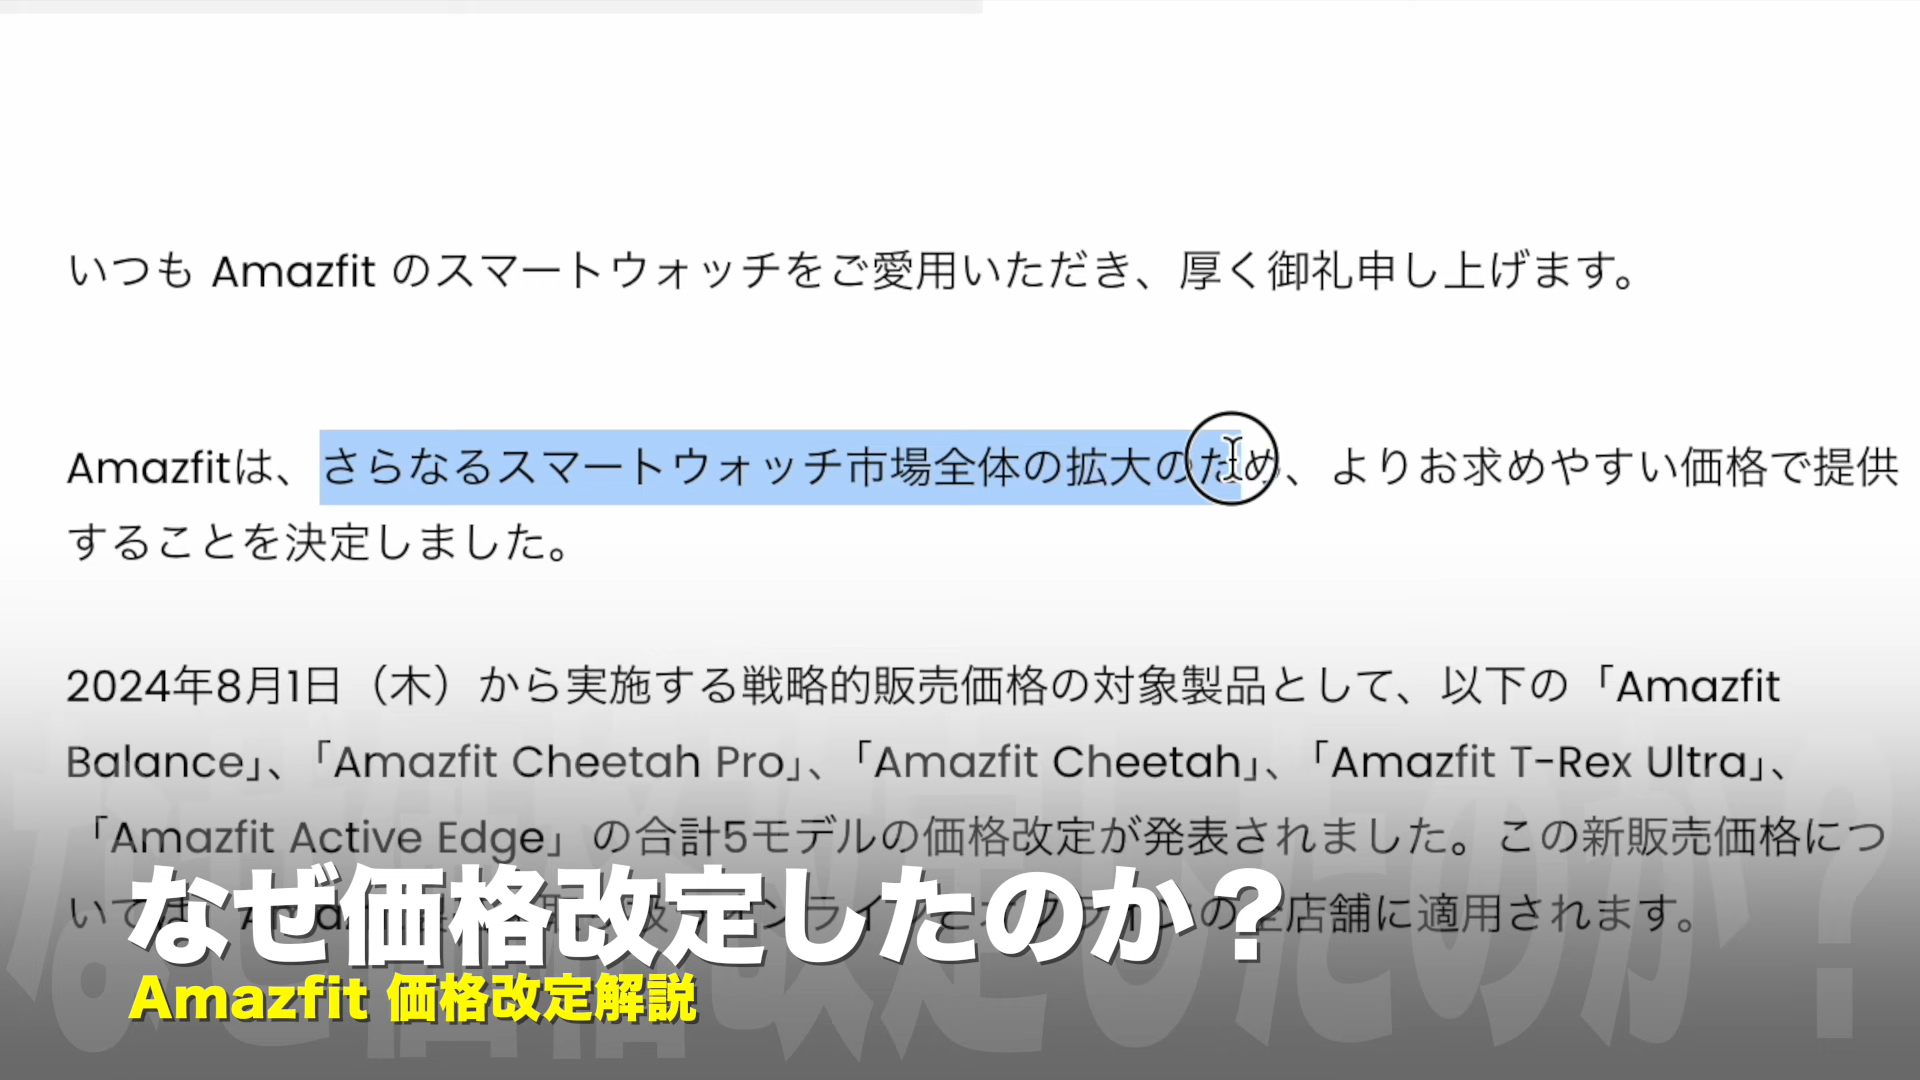 いつも Amazfit のスマートウォッチをご愛用いただき、厚く御礼申し上げます。
Amazfitは、さらなるスマートウォッチ市場全体の拡大のため、よりお求めやすい価格で提供
することを決定しました。
2024年8月1日（木）から実施する戦略的販売価格の対象製品として、以下の「Amazfit
Balance」、「Amazfit Cheetah Pro」、「Amazfit Cheetah」、「Amazfit T-Rex Ultra」、
「Amazfit Active Edge」の合計5モデルの価格改定が発表されました。この新販売価格につ
店舗に適用されます。
なぜ価格改定したのか？
Amazfit 価格改定解説